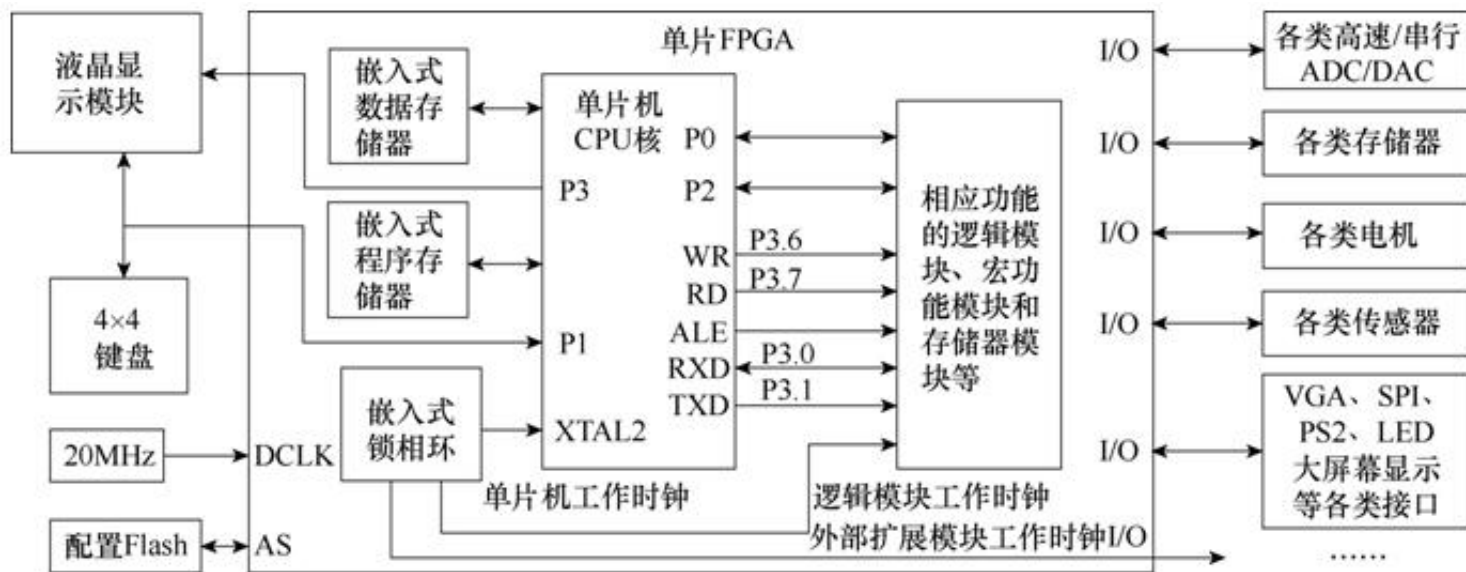 液晶显
示模块
4×4
键盘
20MHz
配置Flash
单片FPGA
嵌入式
数据存
储器
嵌入式
程序存
储器
DCLK
嵌入式
锁相环
AS
单片机
CPU核
P0
P3
P2
WR
P3.6
RD
P3.7
P1
ALE
RXD
P3.0
TXD
P3.1
XTAL2
单片机工作时钟
相应功能
的逻辑模
块、宏功
能模块和
存储器模
块等
逻辑模块工作时钟
外部扩展模块工作时钟I/O
I/O
各类高速/串行
ADC/DAC
I/O
各类存储器
I/O
各类电机
I/O
各类传感器
I/O
VGA、SPI、
PS2、LED
大屏幕显示
等各类接口
……